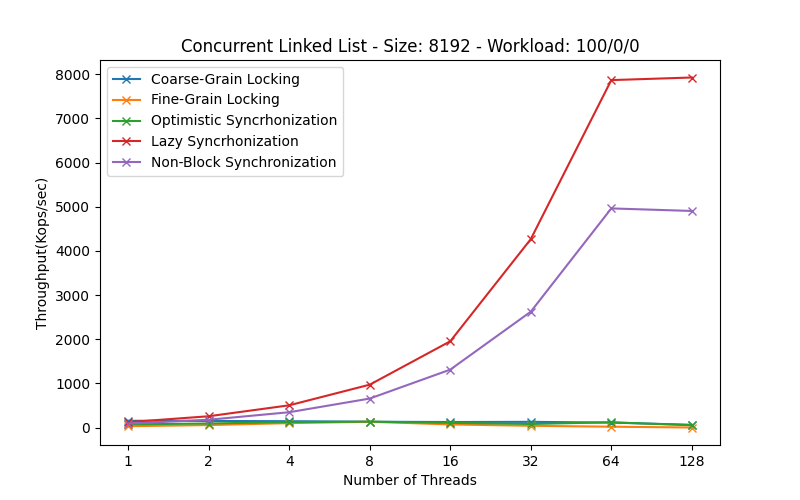 Concurrent Linked List - Size: 8192 - Workload: 100/0/0
Coarse-Grain Locking
Fine-Grain Locking
Optimistic Syncrhonization
Lazy Syncrhonization
Non-Block Synchronization
Throughput(Kops/sec)
8000
7000
6000
5000
4000
3000
2000
1000
0
1 2 4 8 16 32 64 128
Number of Threads